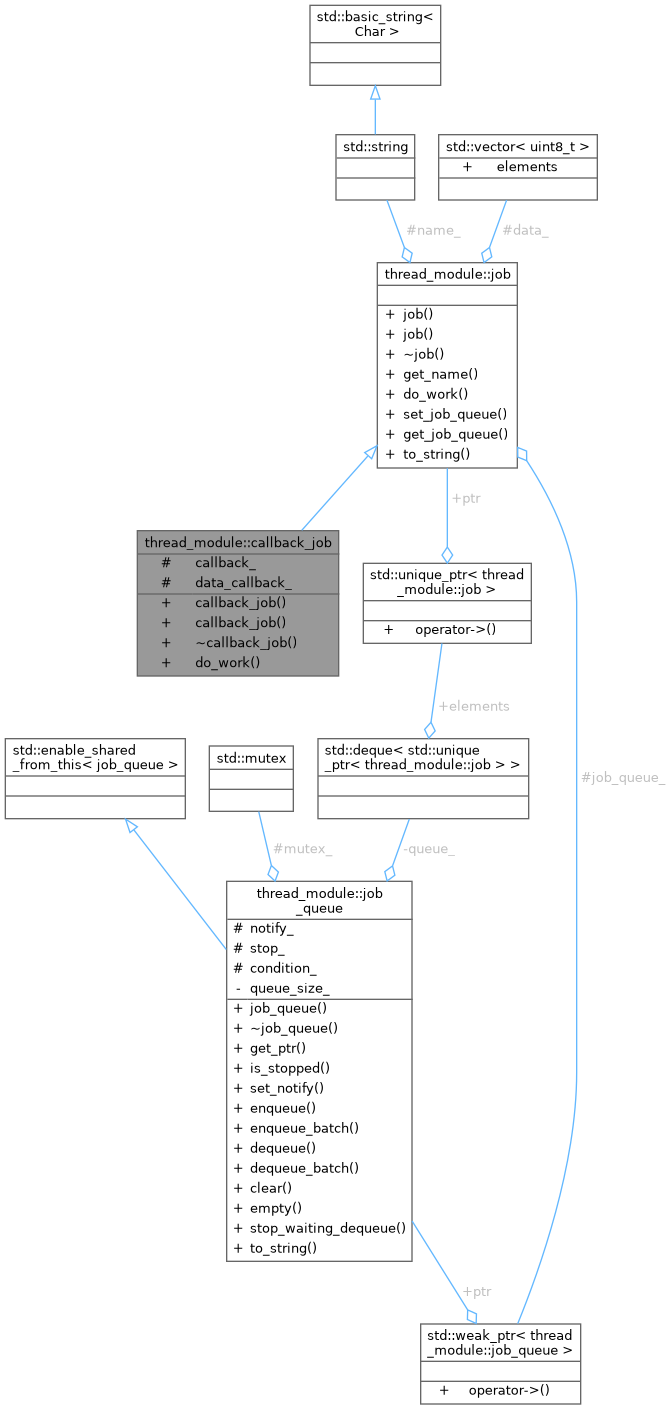 std::basic_string<
Char >
std::string
std::vector< uint8_t >
+ elements
#name_
#data_
thread_module::job
+ job()
+ job()
+ ~job()
+ get_name()
+ do_work()
+ set_job_queue()
+ get_job_queue()
+ to_string()
+ptr
thread_module::callback_job
# callback_
# data_callback_
+ callback_job()
+ callback_job()
+ ~callback_job()
+ do_work()
std::unique_ptr< thread
_module::job >
+ operator->()
+elements
#job_queue_
std::enable_shared
_from_this< job_queue >
std::mutex
std::deque< std::unique
_ptr< thread_module::job > >
#mutex_
-queue_
thread_module::job
_queue
# notify_
# stop_
# condition_
- queue_size_
+ job_queue()
+ ~job_queue()
+ get_ptr()
+ is_stopped()
+ set_notify()
+ enqueue()
+ enqueue_batch()
+ dequeue()
+ dequeue_batch()
+ clear()
+ empty()
+ stop_waiting_dequeue()
+ to_string()
+ptr
std::weak_ptr< thread
_module::job_queue >
+ operator->()